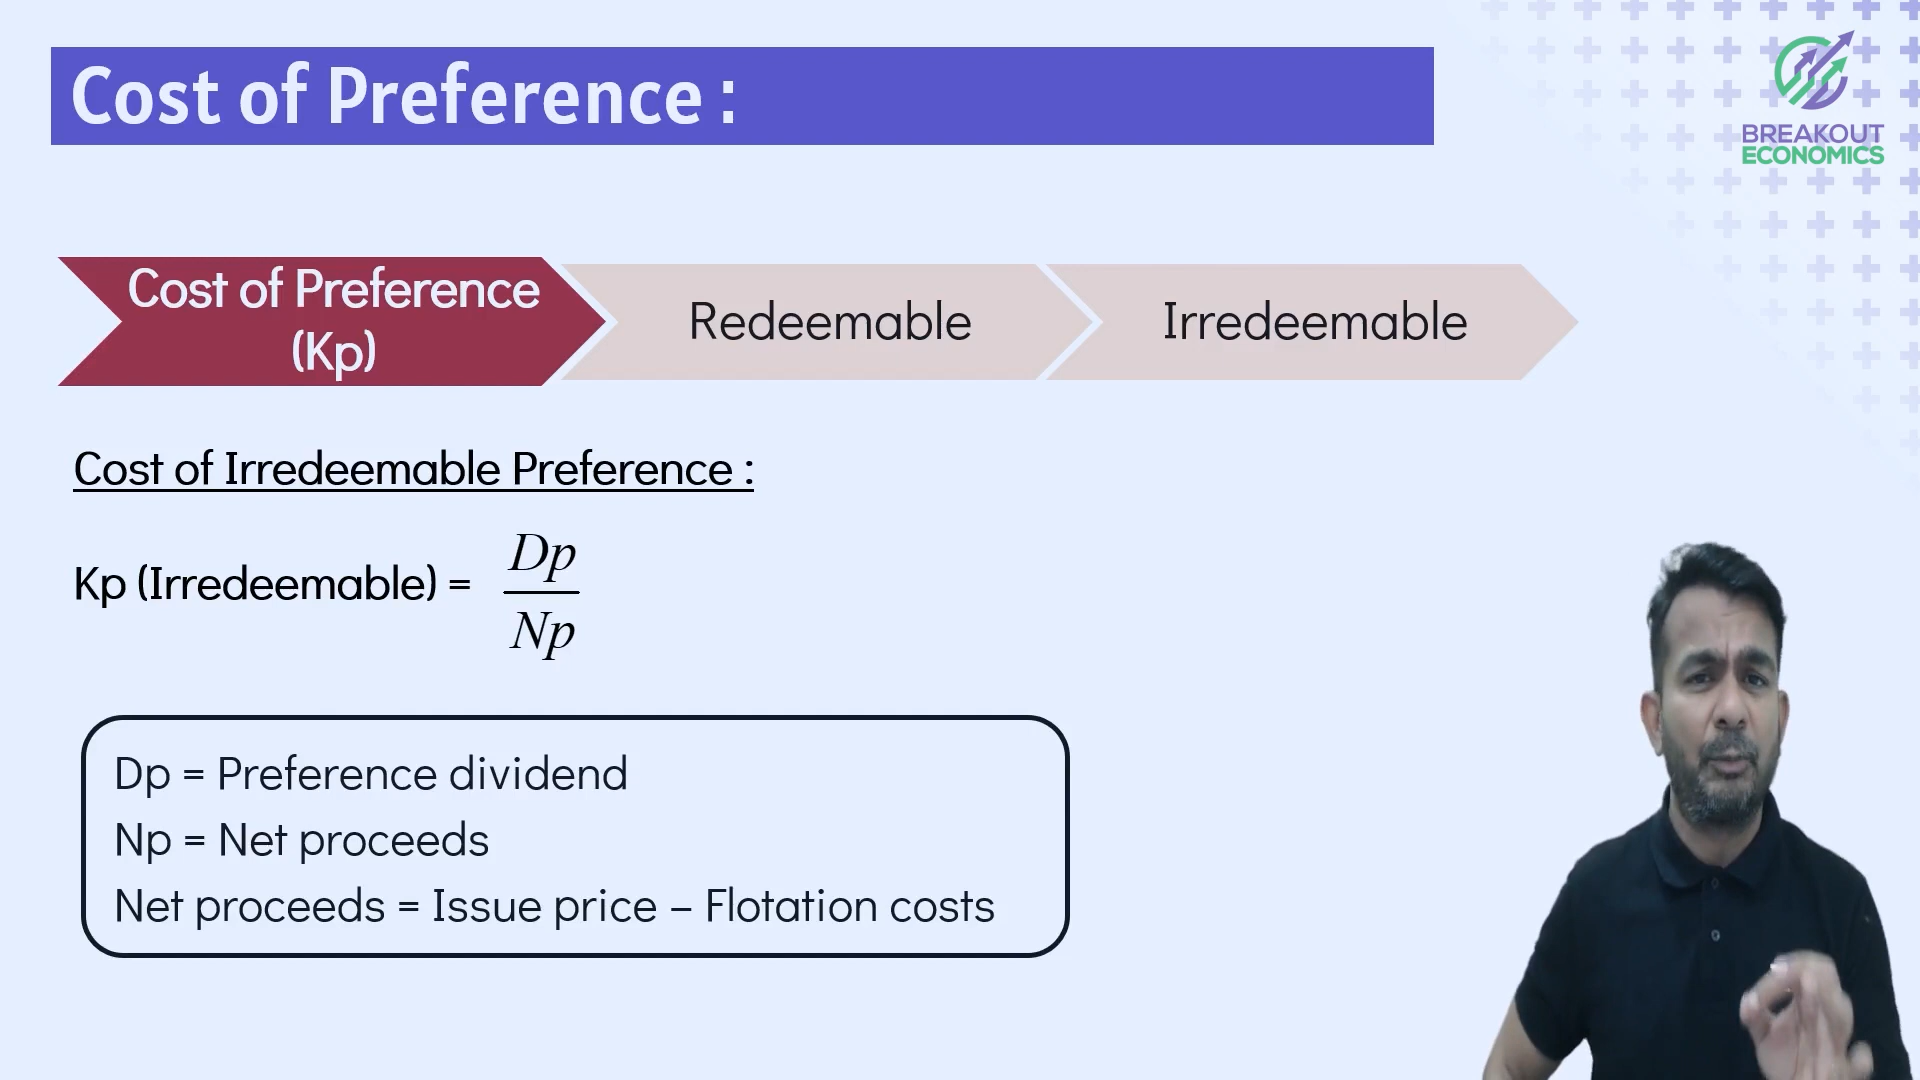 Cost of Preference :
BREAKOUT
ECONOMICS
Cost of Preference
(Kp)
Redeemable
Irredeemable
Cost of Irredeemable Preference :
Kp (Irredeemable) = Dp
Np
Dp = Preference dividend
Np = Net proceeds
Net proceeds = Issue price – Flotation costs